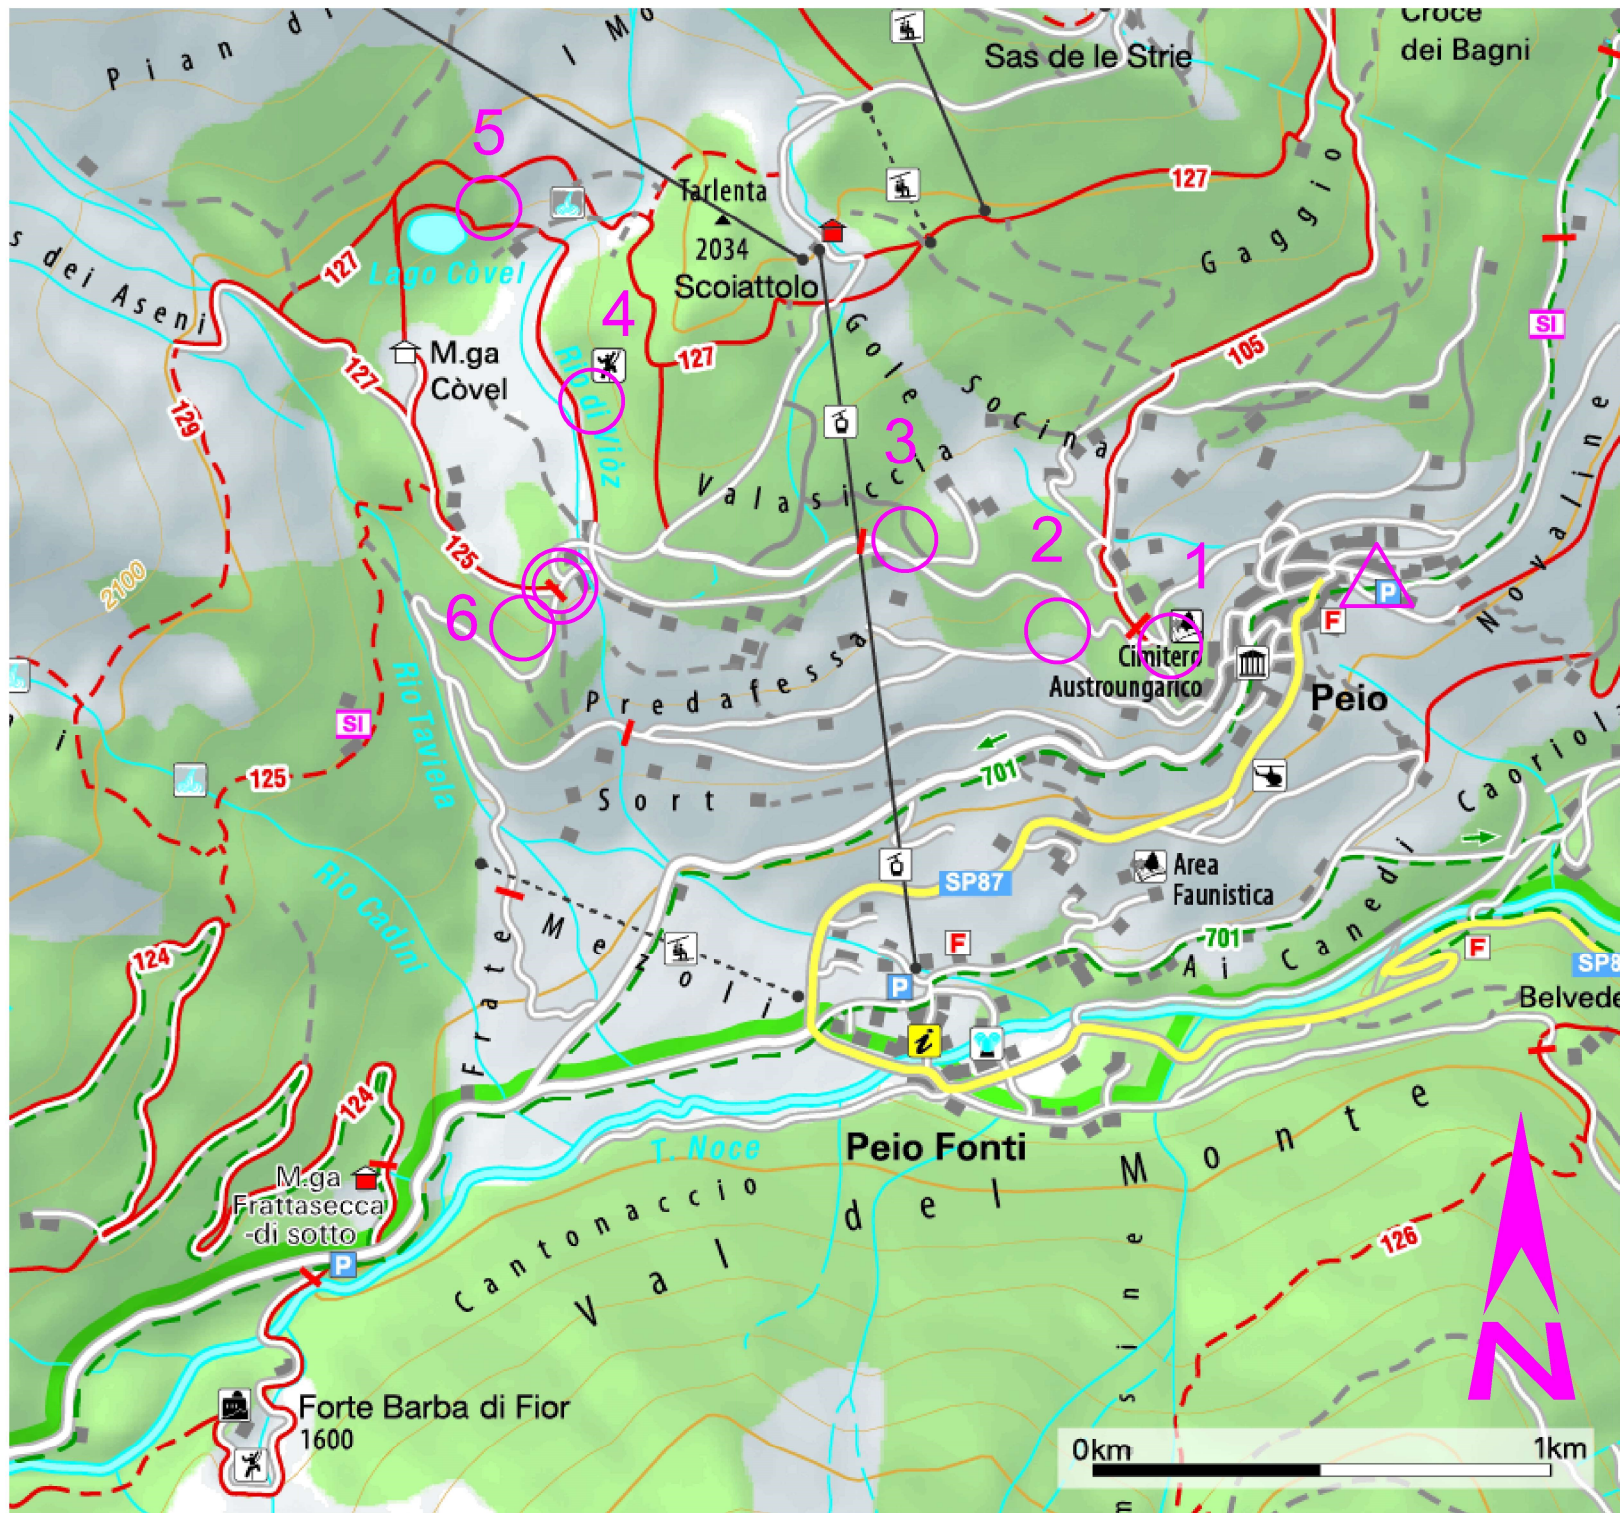 Croce
dei Bagni
Sas de le Strie
Pian di
l Mo
5
127
Tarlenta
2034
Scoiattolo
Gaggio
s dei Aseni
127
Lago Còvel
4
SI
M.ga
Còvel
127
127
105
Rio di Viòz
Gole
Socina
129
3
Valasiccia
Novaline
125
2
1
2100
6
P
F
Cimitero
Austroungarico
Predafessa
Peio
Rio Taviela
SI
i
125
701
Sort
Caoriol
Rio Cadini
SP87
Area
Faunistica
124
Frate
Mezoli
F
701
Ai Canedi
F
SP8
P
Belvede
i
124
Peio Fonti
T. Noce
M.ga
Frattasecca
-di sotto
P
Cantonaccio
Val del Monte
126
sine
N
Forte Barba di Fior
1600
0km
1km
m